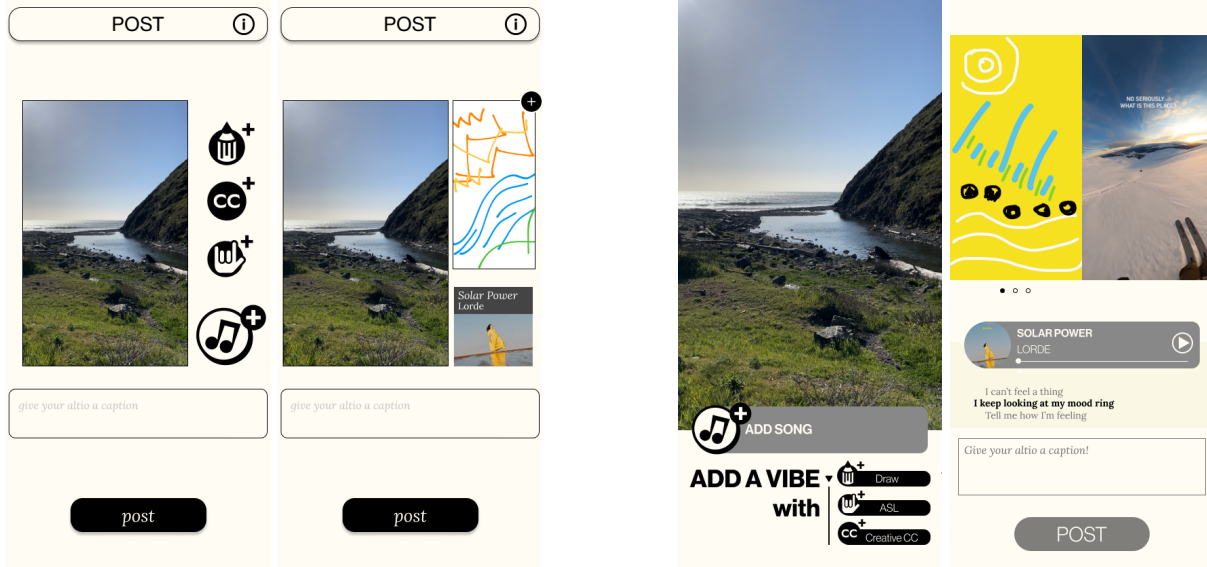 POST
i
CC
give your altio a caption
post
POST
i
Solar Power
Lorde
give your altio a caption
post
ADD SONG
ADD A VIBE
with
Draw
ASL
CC Creative CC
NO SERIOUSLY
WHAT IS THIS PLACE
SOLAR POWER
LORDE
I can't feel a thing
I keep looking at my mood ring
Tell me how I'm feeling
Give your altio a caption!
POST